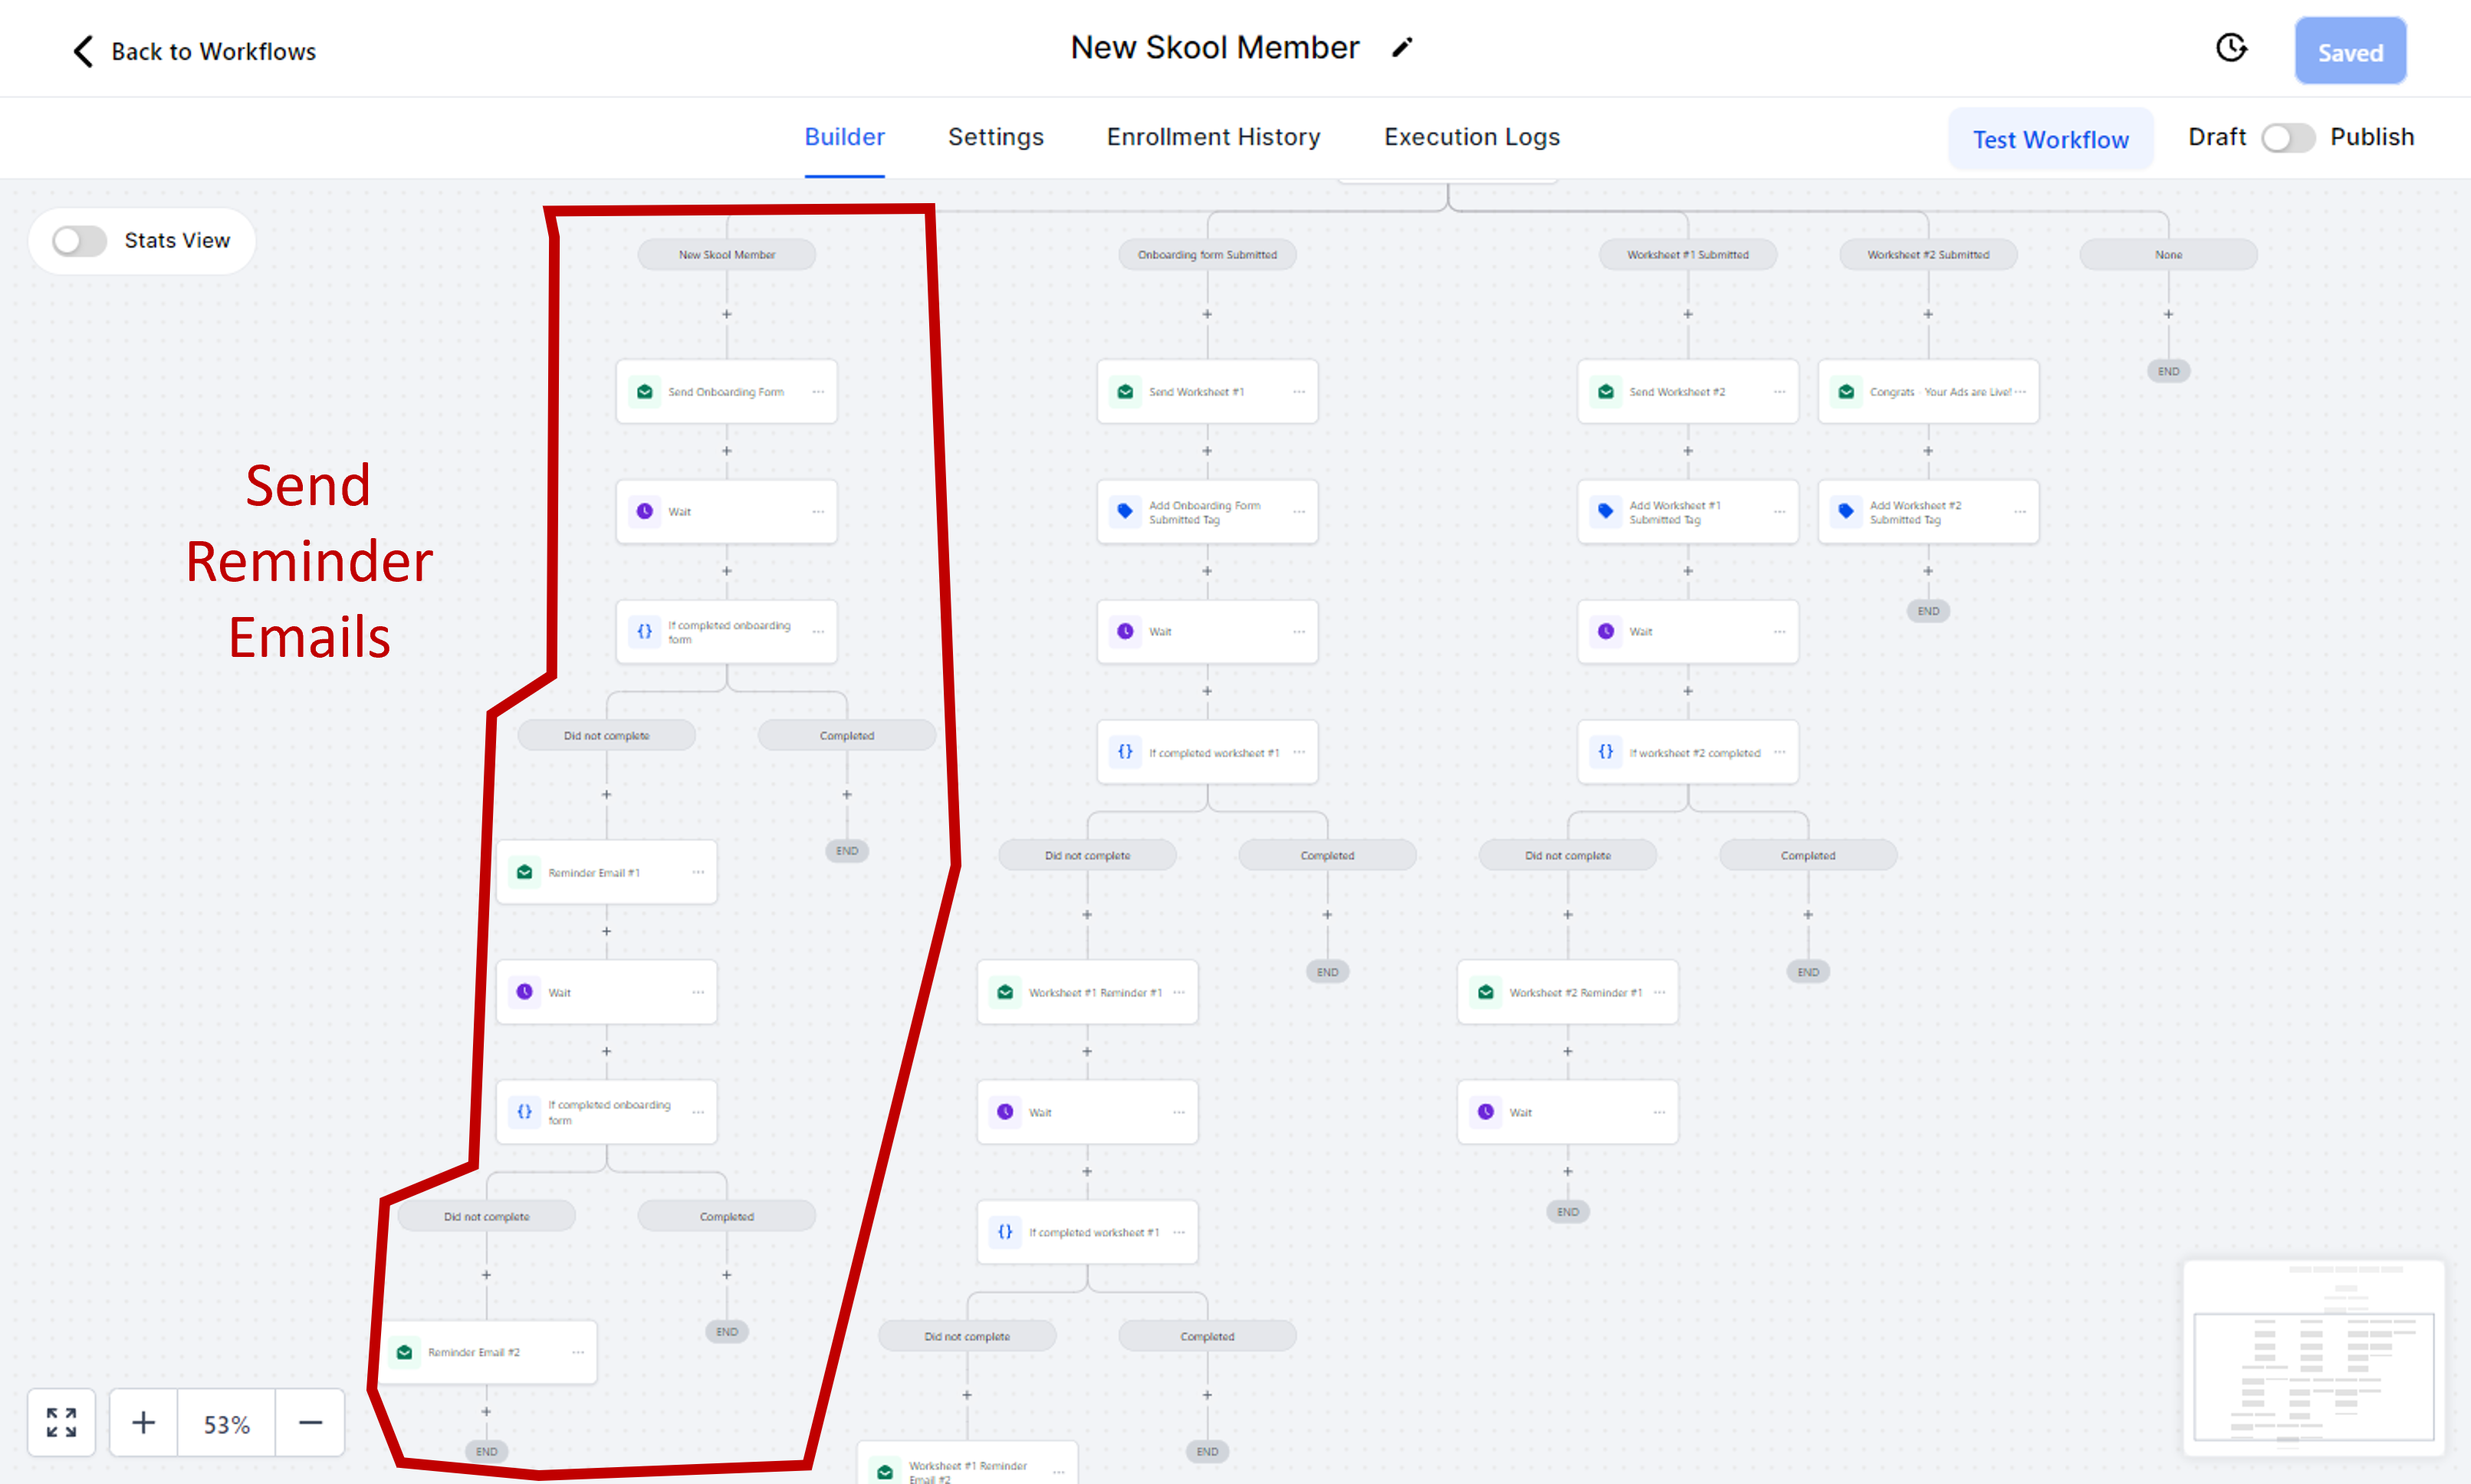 Back to Workflows
New Skool Member
Saved
Builder
Settings
Enrollment History
Execution Logs
Test Workflow
Draft
Publish
Stats View
New Skool Member
Onboarding form Submitted
Worksheet #1 Submitted
Worksheet #2 Submitted
None
Send Onboarding Form
Send Worksheet #1
Send Worksheet #2
Congrats - Your Ads are Live!
END
Send
Reminder
Emails
Wait
Add Onboarding Form
Submitted Tag
Add Worksheet #1
Submitted Tag
Add Worksheet #2
Submitted Tag
If completed onboarding
form
Wait
Wait
END
Did not complete
Completed
If completed worksheet #1
If worksheet #2 completed
Reminder Email #1
END
Did not complete
Completed
Did not complete
Completed
Wait
Worksheet #1 Reminder #1
END
Worksheet #2 Reminder #1
END
If completed onboarding
form
Wait
Wait
Did not complete
Completed
If completed worksheet #1
END
Reminder Email #2
END
Did not complete
Completed
53%
END
Worksheet #1 Reminder
Email #2
END